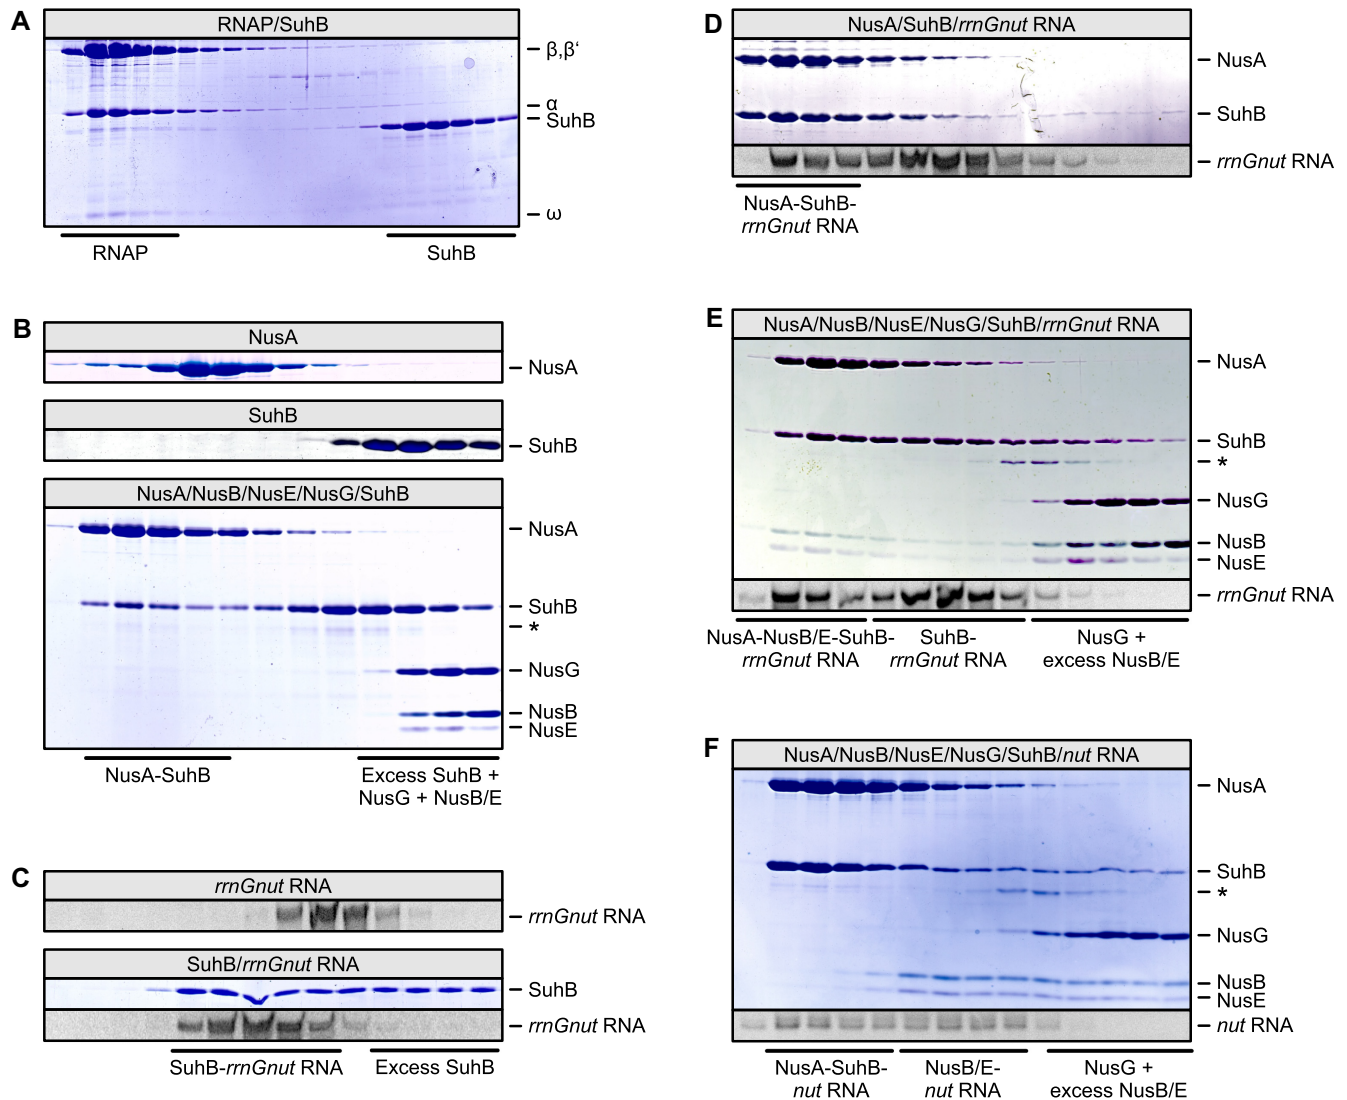 A
RNAP/SuhB
β,β‘
α
SuhB
ω
RNAP
SuhB
B
NusA
NusA
SuhB
SuhB
NusA/NusB/NusE/NusG/SuhB
NusA
SuhB
*
NusG
NusB
NusE
NusA-SuhB
Excess SuhB +
NusG + NusB/E
C
rrnGnut RNA
rrnGnut RNA
SuhB/rrnGnut RNA
SuhB
rrnGnut RNA
SuhB-rrnGnut RNA
Excess SuhB
D
NusA/SuhB/rrnGnut RNA
NusA
SuhB
rrnGnut RNA
NusA-SuhB-
rrnGnut RNA
E
NusA/NusB/NusE/NusG/SuhB/rrnGnut RNA
NusA
SuhB
*
NusG
NusB
NusE
rrnGnut RNA
NusA-NusB/E-SuhB-
rrnGnut RNA
SuhB-
rrnGnut RNA
NusG +
excess NusB/E
F
NusA/NusB/NusE/NusG/SuhB/nut RNA
NusA
SuhB
*
NusG
NusB
NusE
nut RNA
NusA-SuhB-
nut RNA
NusB/E-
nut RNA
NusG +
excess NusB/E